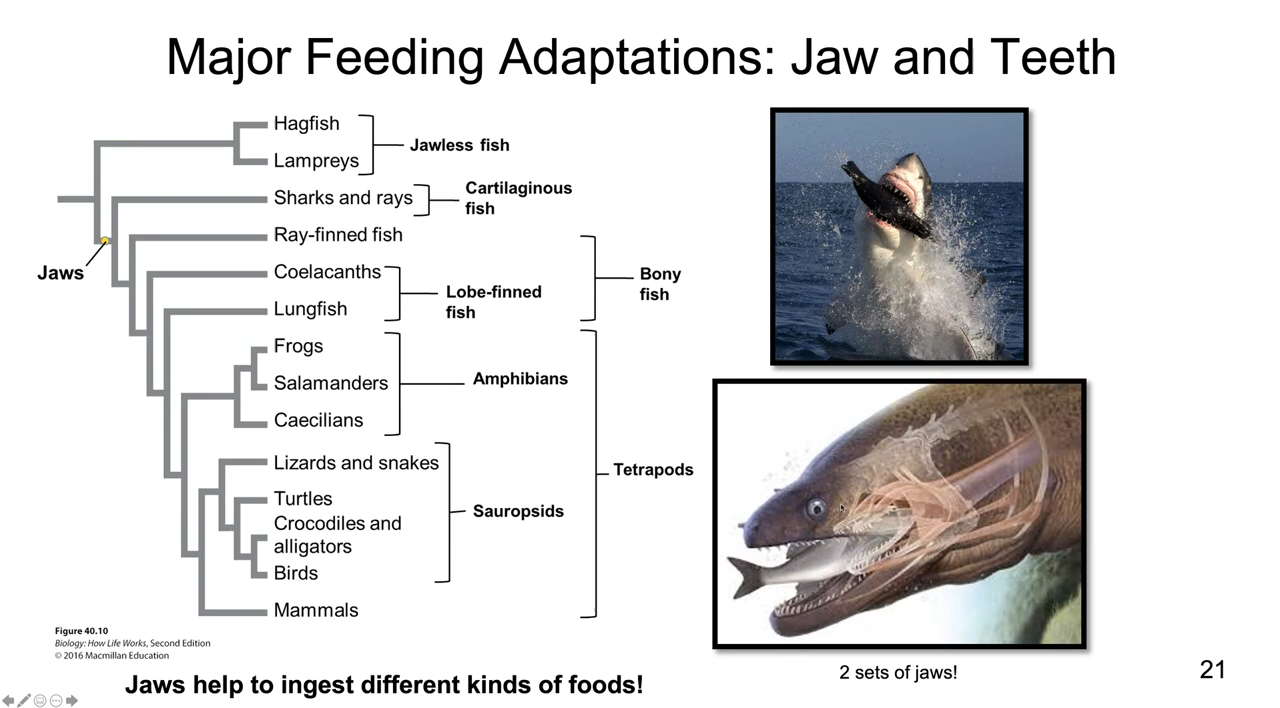 Major Feeding Adaptations: Jaw and Teeth
Hagfish
Lampreys
Jawless fish
Sharks and rays
Cartilaginous
fish
Ray-finned fish
Jaws
Coelacanths
Lungfish
Lobe-finned
fish
Bony
fish
Frogs
Salamanders
Caecilians
Amphibians
Lizards and snakes
Turtles
Crocodiles and
alligators
Birds
Sauropsids
Mammals
Tetrapods
Figure 40.10
Biology: How Life Works, Second Edition
© 2016 Macmillan Education
Jaws help to ingest different kinds of foods!
2 sets of jaws!
21